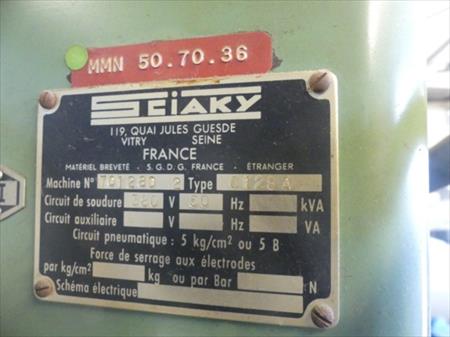 MMN 50.70.36
SCIAKY
119, QUAI JULES GUESDE
VITRY SEINE
FRANCE
MATÉRIEL BREVETÉ - S.G.D.G. FRANCE - ÉTRANGER
Machine N° 2 Type
Circuit de soudure 380 V Hz kVA
Circuit auxiliaire V Hz VA
Circuit pneumatique : 5 kg/cm² ou 5 B
Force de serrage aux électrodes
par kg/cm² kg ou par Bar N
Schéma électrique